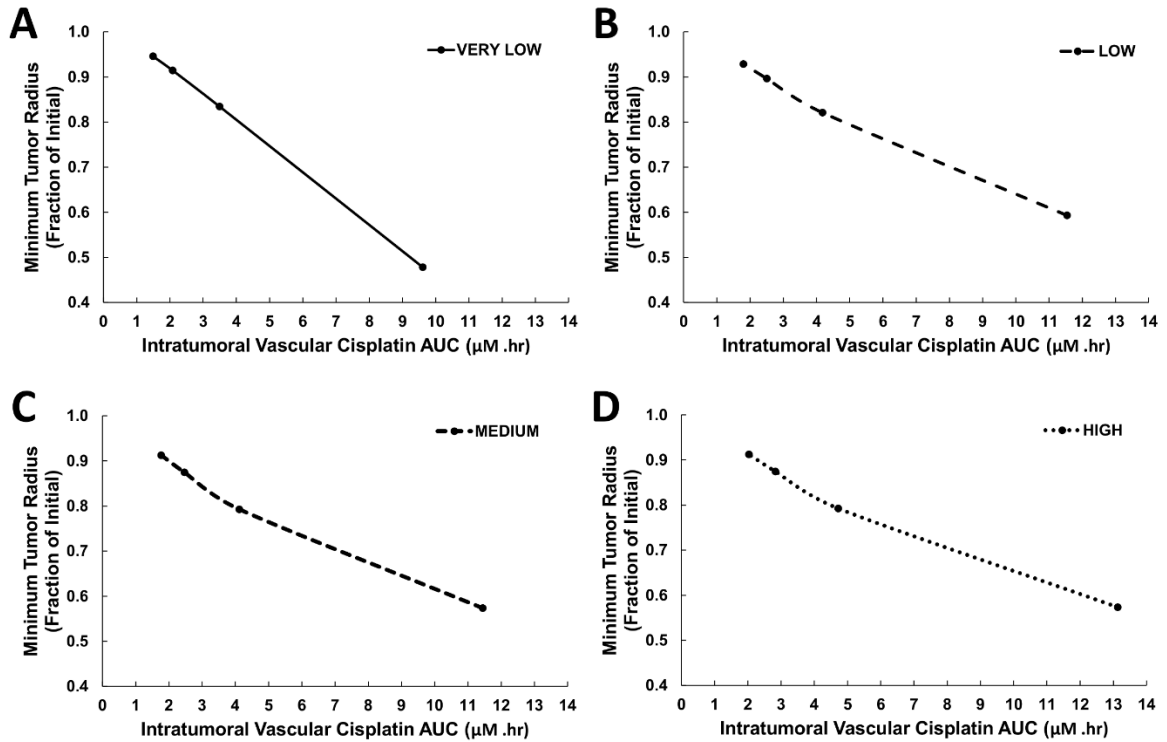 A
VERY LOW
Minimum Tumor Radius
(Fraction of Initial)
1.0
0.9
0.8
0.7
0.6
0.5
0.4
0 1 2 3 4 5 6 7 8 9 10 11 12 13 14
Intratumoral Vascular Cisplatin AUC (µM .hr)
B
LOW
Minimum Tumor Radius
(Fraction of Initial)
1.0
0.9
0.8
0.7
0.6
0.5
0.4
0 1 2 3 4 5 6 7 8 9 10 11 12 13 14
Intratumoral Vascular Cisplatin AUC (µM .hr)
C
MEDIUM
Minimum Tumor Radius
(Fraction of Initial)
1.0
0.9
0.8
0.7
0.6
0.5
0.4
0 1 2 3 4 5 6 7 8 9 10 11 12 13 14
Intratumoral Vascular Cisplatin AUC (µM .hr)
D
HIGH
Minimum Tumor Radius
(Fraction of Initial)
1.0
0.9
0.8
0.7
0.6
0.5
0.4
0 1 2 3 4 5 6 7 8 9 10 11 12 13 14
Intratumoral Vascular Cisplatin AUC (µM .hr)